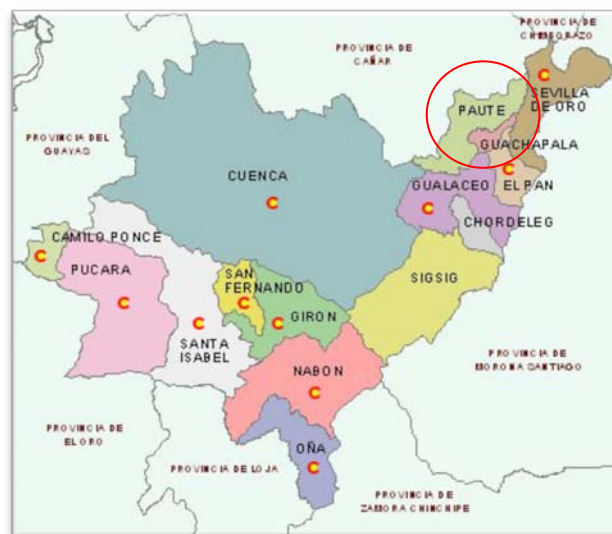 PROVINCIA DE
CHIMBORAZO
PROVINCIA DE
CAÑAR
C
SEVILLA
DE ORO
PAUTE
PROVINCIA DEL
GUAYAS
GUACHAPALA
C
CUENCA
C
GUALACEO
C
EL PAN
CHORDELEG
CAMILO PONCE
C
PUCARA
C
SAN
FERNANDO
C
SIGSIG
GIRON
C
C
SANTA
ISABEL
PROVINCIA DE
MORONA SANTIAGO
NABON
C
PROVINCIA DE
EL ORO
OÑA
C
PROVINCIA DE LOJA
PROVINCIA DE
ZAMORA CHINCHIPE